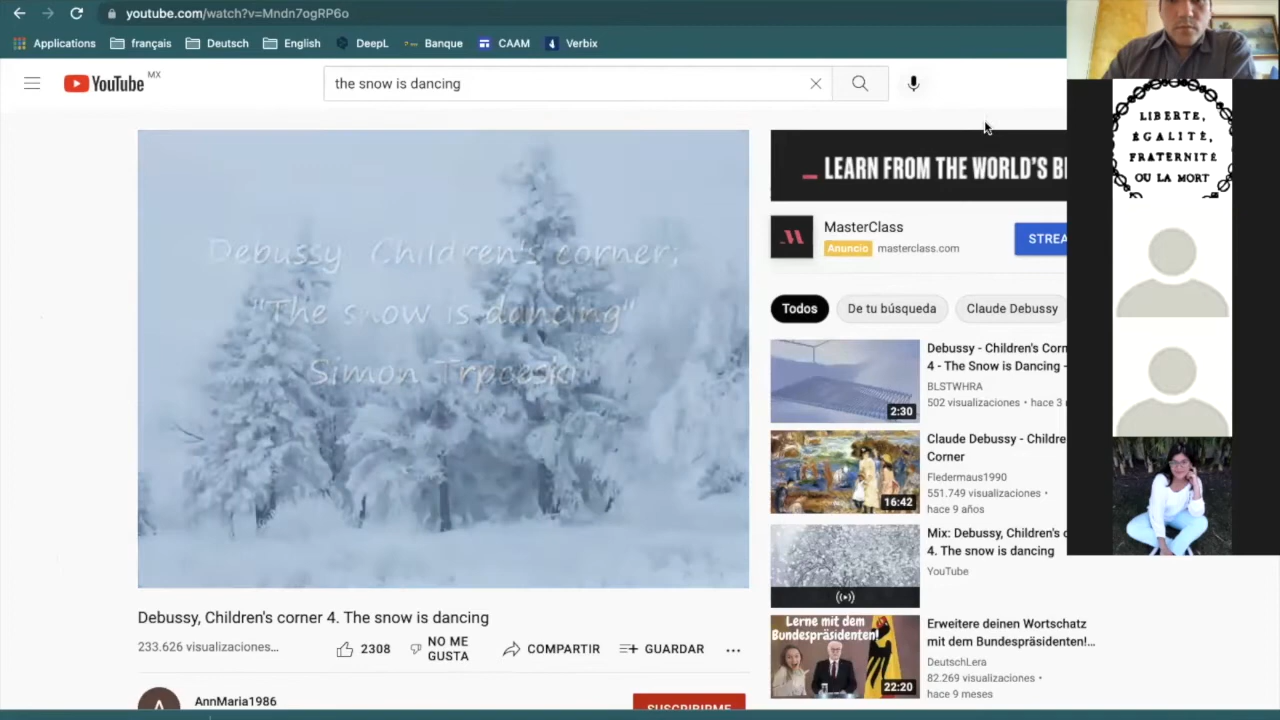 youtube.com/watch?v=Mndn7ogRP6o
Applications français Deutsch English DeepL Banque CAAM Verbix
YouTube MX
the snow is dancing
Debussy, Children's corner;
"The snow is dancing"
Simon Trpceski
Debussy, Children's corner 4. The snow is dancing
233.626 visualizaciones...
2308
NO ME
GUSTA
COMPARTIR
GUARDAR
A
AnnMaria1986
SUSCRIBIRME
LEARN FROM THE WORLD'S B
MasterClass
Anuncio masterclass.com
STREA
Todos De tu búsqueda Claude Debussy
2:30
Debussy - Children's Corn
4 - The Snow is Dancing -
BLSTWHRA
502 visualizaciones • hace 3
16:42
Claude Debussy - Childre
Corner
Fledermaus1990
551.749 visualizaciones •
hace 9 años
Mix: Debussy, Children's c
4. The snow is dancing
YouTube
Lerne mit dem
Bundespräsidenten!
22:20
Erweitere deinen Wortschatz
mit dem Bundespräsidenten!...
DeutschLera
82.269 visualizaciones •
hace 9 meses
LIBERTE,
ÉGALITÉ,
FRATERNITÉ
OU LA MORT